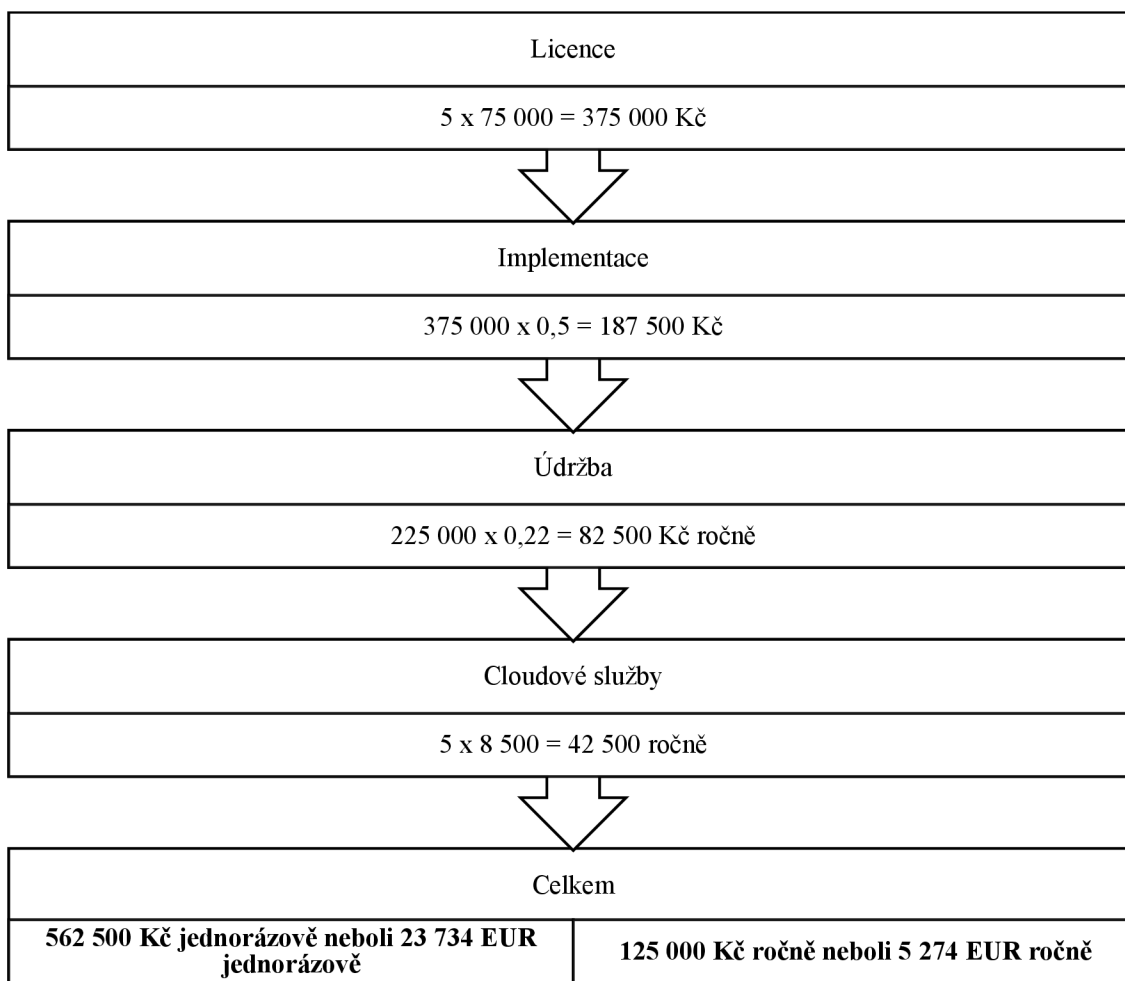 Licence
5 x 75 000 = 375 000 Kč
Implementace
375 000 x 0,5 = 187 500 Kč
Údržba
225 000 x 0,22 = 82 500 Kč ročně
Cloudové služby
5 x 8 500 = 42 500 ročně
Celkem
562 500 Kč jednorázově neboli 23 734 EUR
jednorázově
125 000 Kč ročně neboli 5 274 EUR ročně